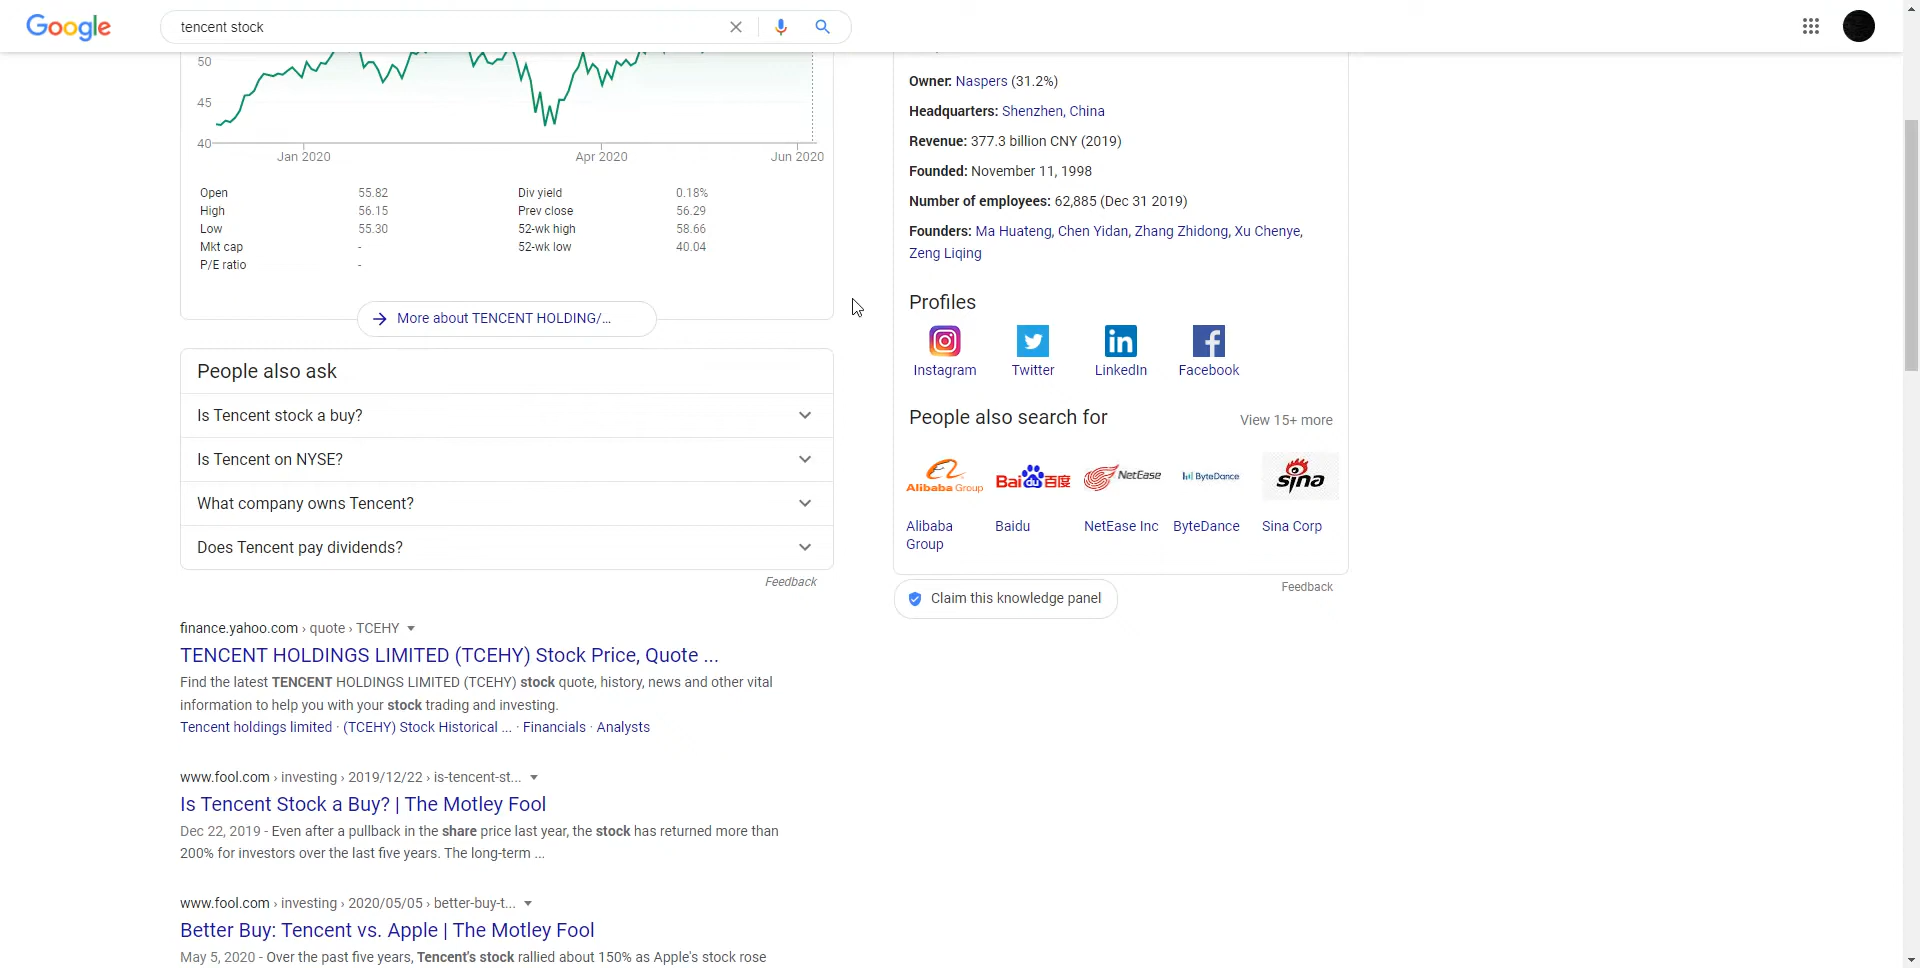 Google
tencent stock
50
45
40
Jan 2020
Apr 2020
Jun 2020
Open 55.82 Div yield 0.18%
High 56.15 Prev close 56.29
Low 55.30 52-wk high 58.66
Mkt cap - 52-wk low 40.04
P/E ratio -
More about TENCENT HOLDING/...
People also ask
Is Tencent stock a buy?
Is Tencent on NYSE?
What company owns Tencent?
Does Tencent pay dividends?
Feedback
finance.yahoo.com › quote › TCEHY
TENCENT HOLDINGS LIMITED (TCEHY) Stock Price, Quote ...
Find the latest TENCENT HOLDINGS LIMITED (TCEHY) stock quote, history, news and other vital
information to help you with your stock trading and investing.
Tencent holdings limited · (TCEHY) Stock Historical ... · Financials · Analysts
www.fool.com › investing › 2019/12/22 › is-tencent-st...
Is Tencent Stock a Buy? | The Motley Fool
Dec 22, 2019 - Even after a pullback in the share price last year, the stock has returned more than
200% for investors over the last five years. The long-term ...
www.fool.com › investing › 2020/05/05 › better-buy-t...
Better Buy: Tencent vs. Apple | The Motley Fool
May 5, 2020 - Over the past five years, Tencent's stock rallied about 150% as Apple's stock rose
Owner: Naspers (31.2%)
Headquarters: Shenzhen, China
Revenue: 377.3 billion CNY (2019)
Founded: November 11, 1998
Number of employees: 62,885 (Dec 31 2019)
Founders: Ma Huateng, Chen Yidan, Zhang Zhidong, Xu Chenye,
Zeng Liqing
Profiles
in
Instagram
Twitter
LinkedIn
Facebook
People also search for
View 15+ more
Alibaba Group
Bai百度
NetEase
ByteDance
sina
Alibaba
Group
Baidu
NetEase Inc
ByteDance
Sina Corp
Claim this knowledge panel
Feedback